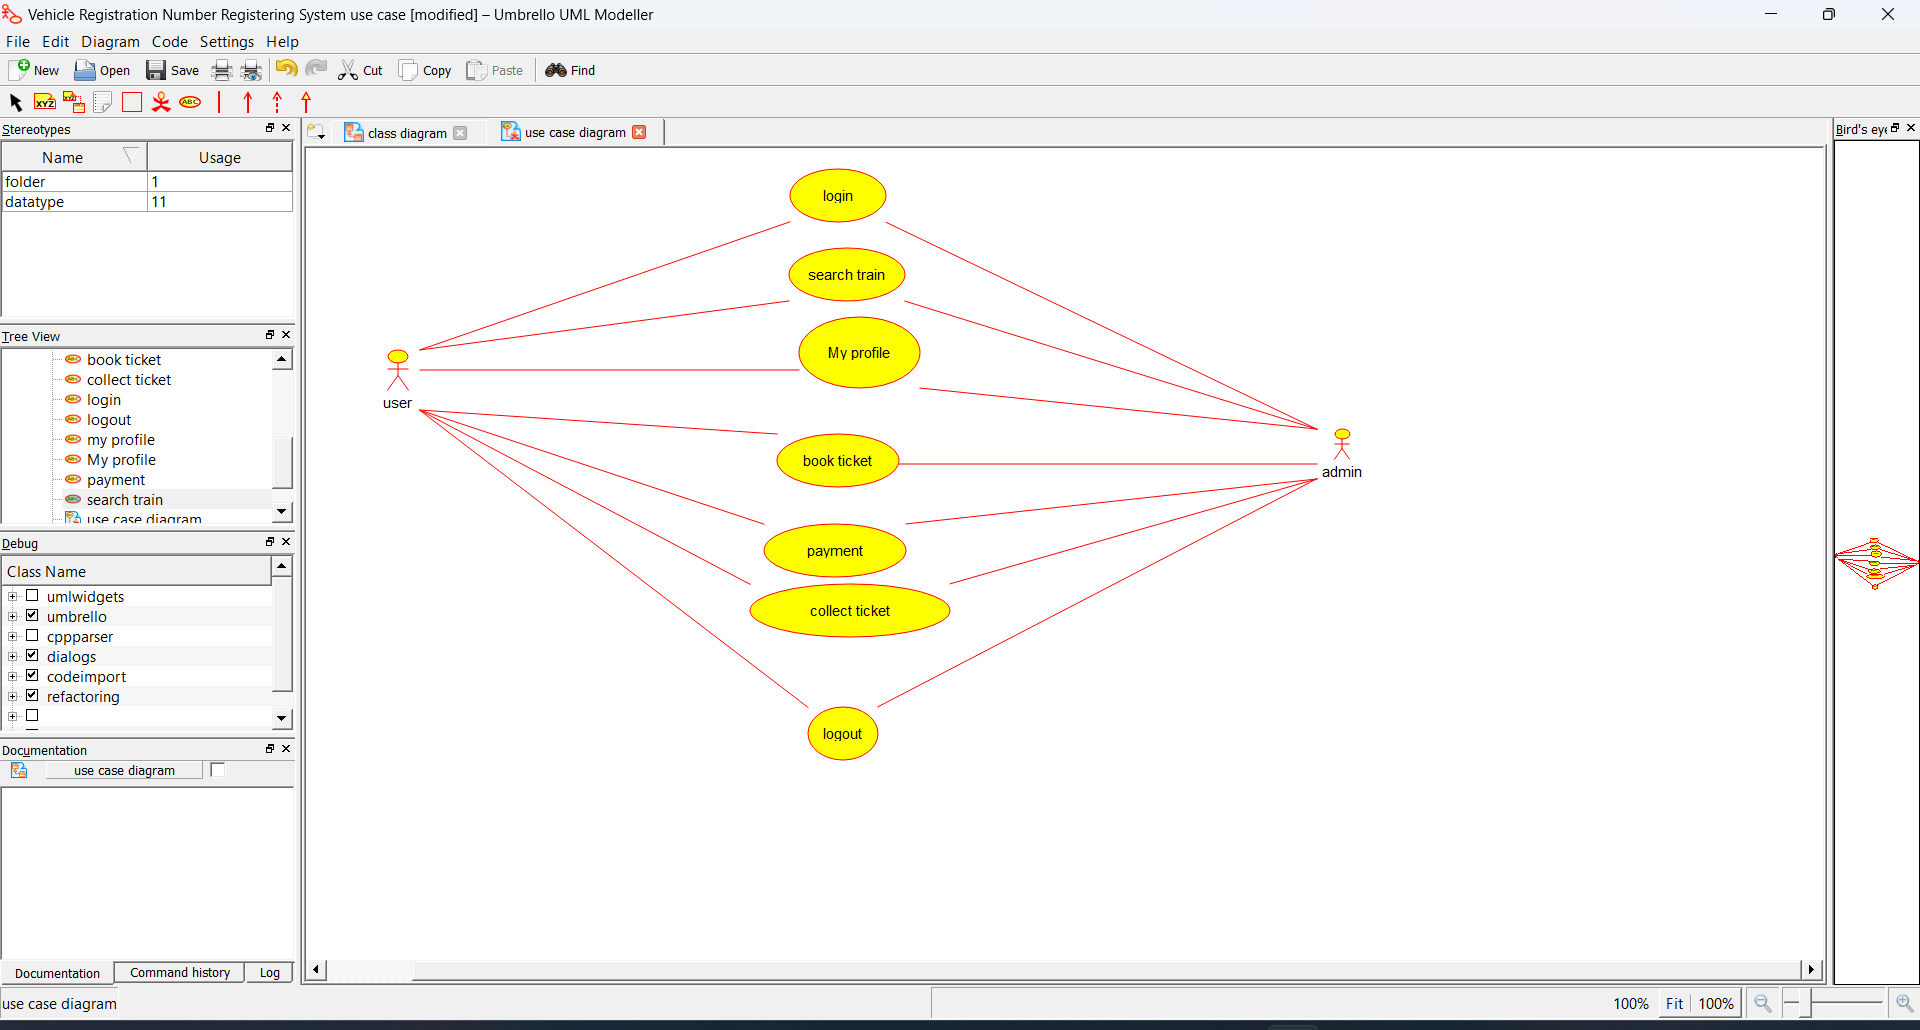 Vehicle Registration Number Registering System use case [modified] – Umbrello UML Modeller
File Edit Diagram Code Settings Help
New Open Save Cut Copy Paste Find
XYZ XYZ ABC
Stereotypes
class diagram use case diagram
Bird's eye
Name Usage
folder 1
datatype 11
login
search train
My profile
user
book ticket
admin
payment
collect ticket
logout
Tree View
book ticket
collect ticket
login
logout
my profile
My profile
payment
search train
use case diagram
Debug
Class Name
umlwidgets
umbrello
cppparser
dialogs
codeimport
refactoring
Documentation
use case diagram
Documentation Command history Log
use case diagram 100% Fit 100%